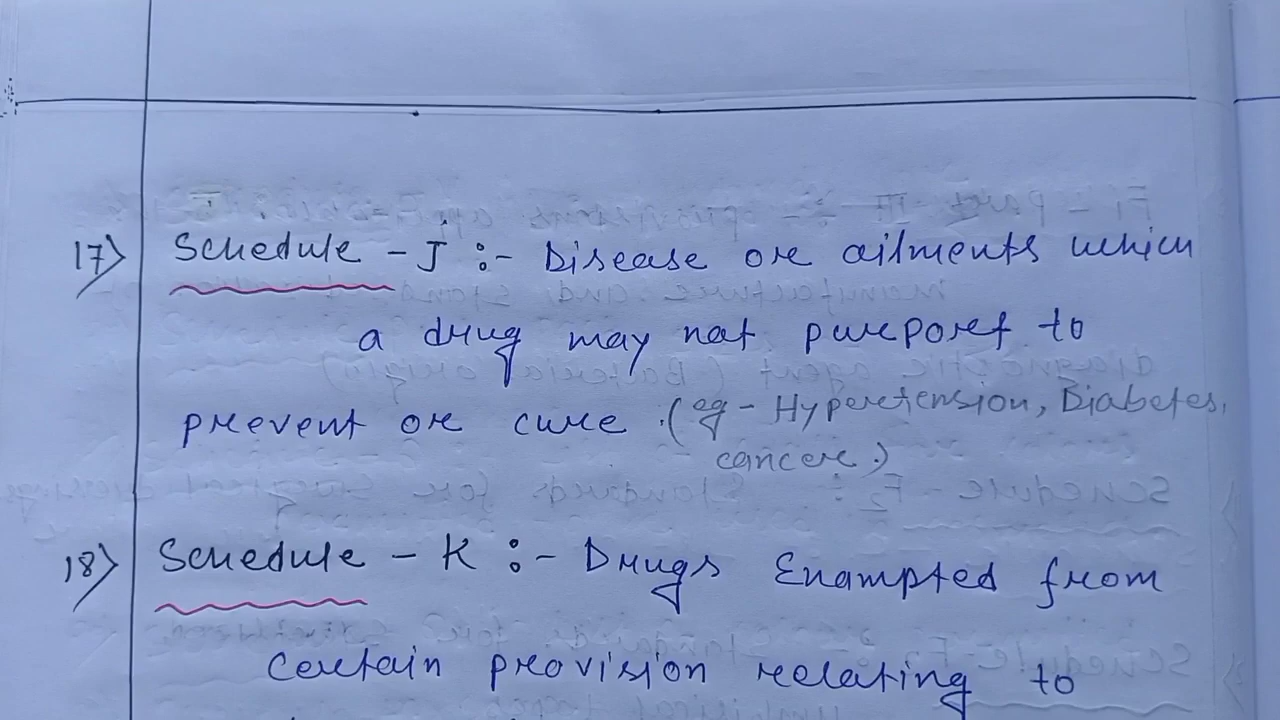 17) Schedule - J :- Disease or ailments which
a drug may not purport to
prevent or cure. (eg - Hypertension, Diabetes,
cancer.)
18) Schedule - K :- Drugs Enampted from
certain provision relating to